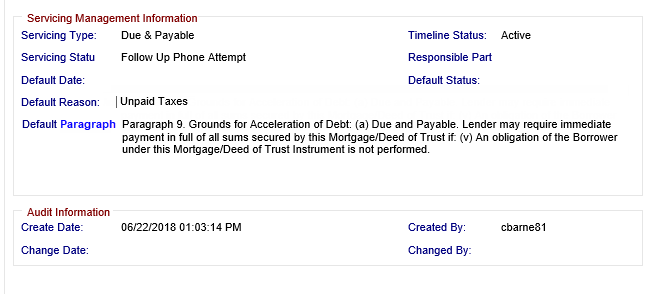 Servicing Management Information
Servicing Type: Due & Payable Timeline Status: Active
Servicing Statu Follow Up Phone Attempt Responsible Part
Default Date: Default Status:
Default Reason: Unpaid Taxes
Default Paragraph Paragraph 9. Grounds for Acceleration of Debt: (a) Due and Payable. Lender may require immediate
payment in full of all sums secured by this Mortgage/Deed of Trust if: (v) An obligation of the Borrower
under this Mortgage/Deed of Trust Instrument is not performed.
Audit Information
Create Date: 06/22/2018 01:03:14 PM Created By: cbarne81
Change Date: Changed By: